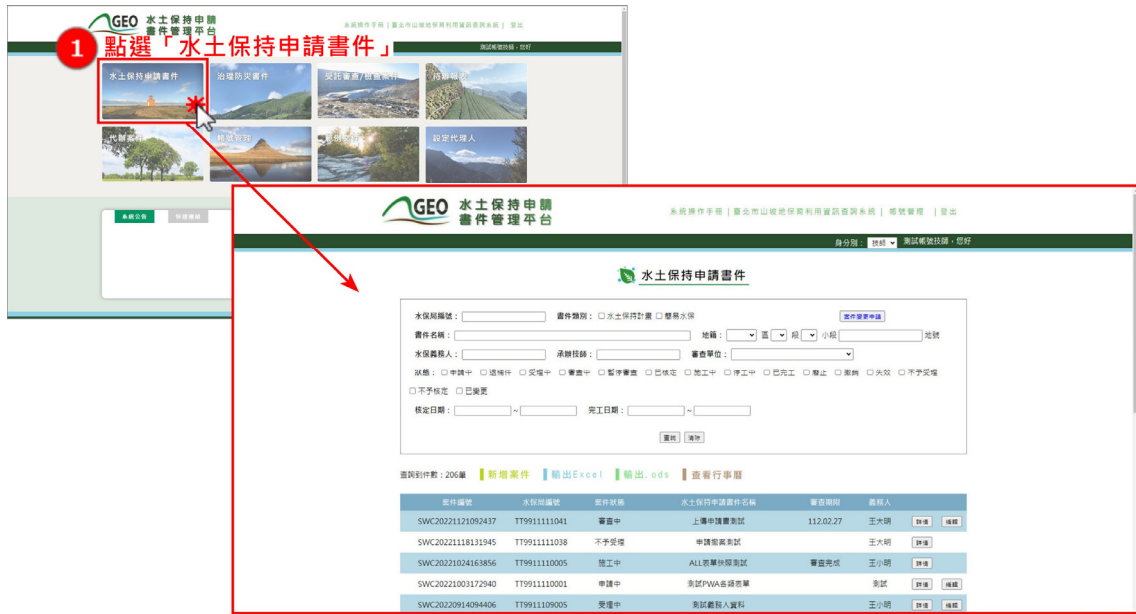 GEO 水土保持申請
書件管理平台
系統操作手冊 | 臺北市山坡地保育利用資訊查詢系統 | 登出
測試帳號技師，您好
1 點選「水土保持申請書件」
水土保持申請書件 治理防災書件 受託審查/檢查案件 待辦報表
代辦案件 帳號管理 設定代理人
系統公告
GEO 水土保持申請
書件管理平台
系統操作手冊 | 臺北市山坡地保育利用資訊查詢系統 | 帳號管理 | 登出
身分別： 技師 測試帳號技師，您好
水土保持申請書件
水保局編號： 書件類別： 水土保持計畫 簡易水保 案件變更申請
書件名稱： 地籍： 區 段 小段 地號
水保義務人： 承辦技師： 審查單位：
狀態： 申請中 退補件 受理中 審查中 暫停審查 已核定 施工中 停工中 已完工 廢止 撤銷 失效 不予受理
不予核定 已變更
核定日期： ~ 完工日期： ~
查詢 清除
查詢到件數：206筆 新增案件 輸出Excel 輸出.ods 查看行事曆
案件編號 水保局編號 案件狀態 水土保持申請書件名稱 審查期限 義務人
SWC20221121092437 TT9911111041 審查中 上傳申請書測試 112.02.27 王大明 詳情 編輯
SWC20221118131945 TT9911111038 不予受理 申請掛案測試 王大明 詳情
SWC20221024163856 TT9911110005 施工中 ALL表單快照測試 審查完成 王小明 詳情
SWC20221003172940 TT9911110001 申請中 測試PWA各類表單 測試 詳情 編輯
SWC20220914094406 TT9911109005 受理中 測試義務人資料 王小明 詳情 編輯